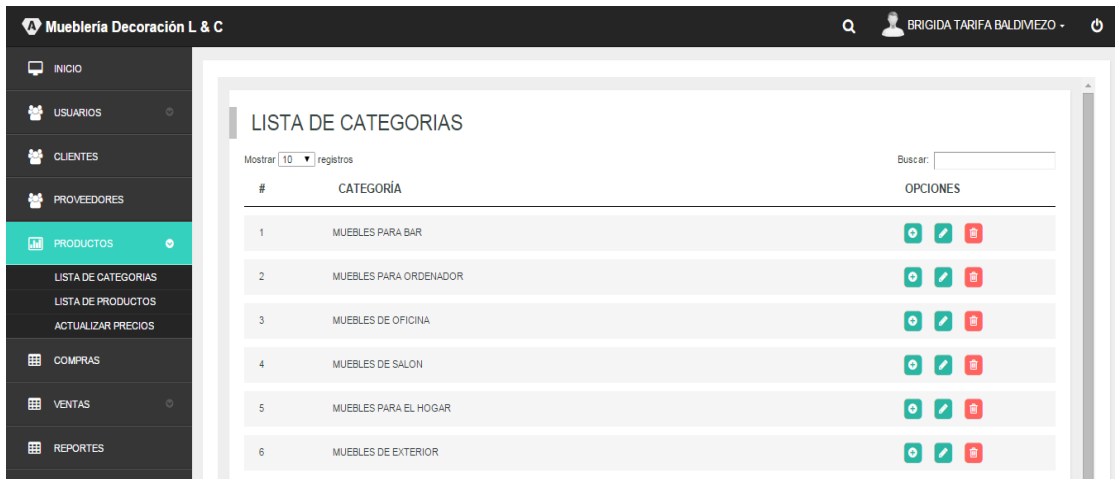 Mueblería Decoración L & C
BRIGIDA TARIFA BALDIVIEZO
INICIO
USUARIOS
CLIENTES
PROVEEDORES
PRODUCTOS
LISTA DE CATEGORIAS
LISTA DE PRODUCTOS
ACTUALIZAR PRECIOS
COMPRAS
VENTAS
REPORTES
LISTA DE CATEGORIAS
Mostrar 10 registros
Buscar:
# CATEGORÍA OPCIONES
1 MUEBLES PARA BAR
2 MUEBLES PARA ORDENADOR
3 MUEBLES DE OFICINA
4 MUEBLES DE SALON
5 MUEBLES PARA EL HOGAR
6 MUEBLES DE EXTERIOR